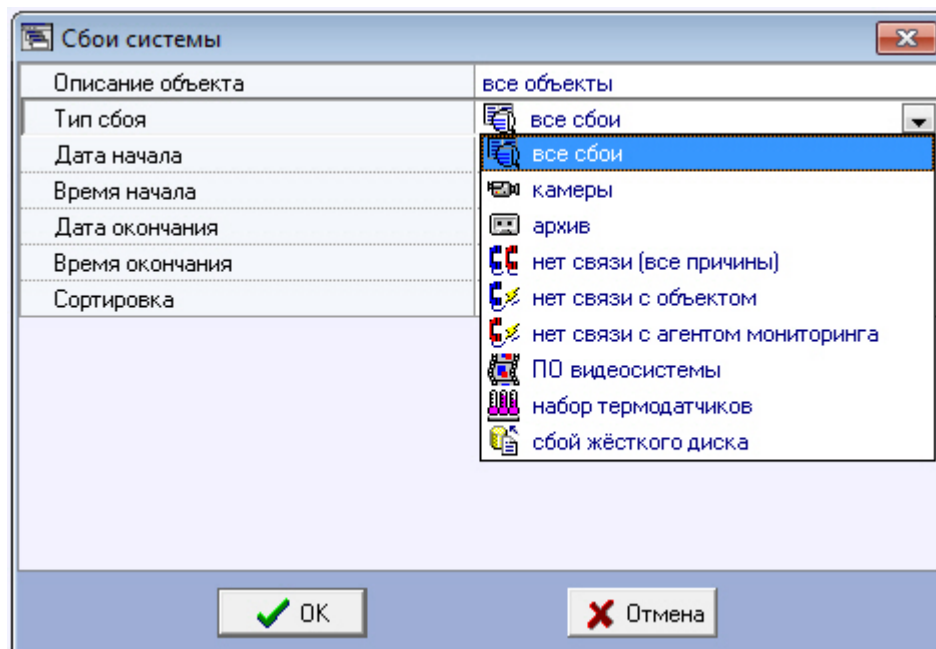 Сбои системы
Описание объекта все объекты
Тип сбоя все сбои
Дата начала все сбои
Время начала камеры
Дата окончания архив
Время окончания нет связи (все причины)
Сортировка нет связи с объектом
нет связи с агентом мониторинга
ПО видеосистемы
набор термодатчиков
сбой жёсткого диска
OK Отмена